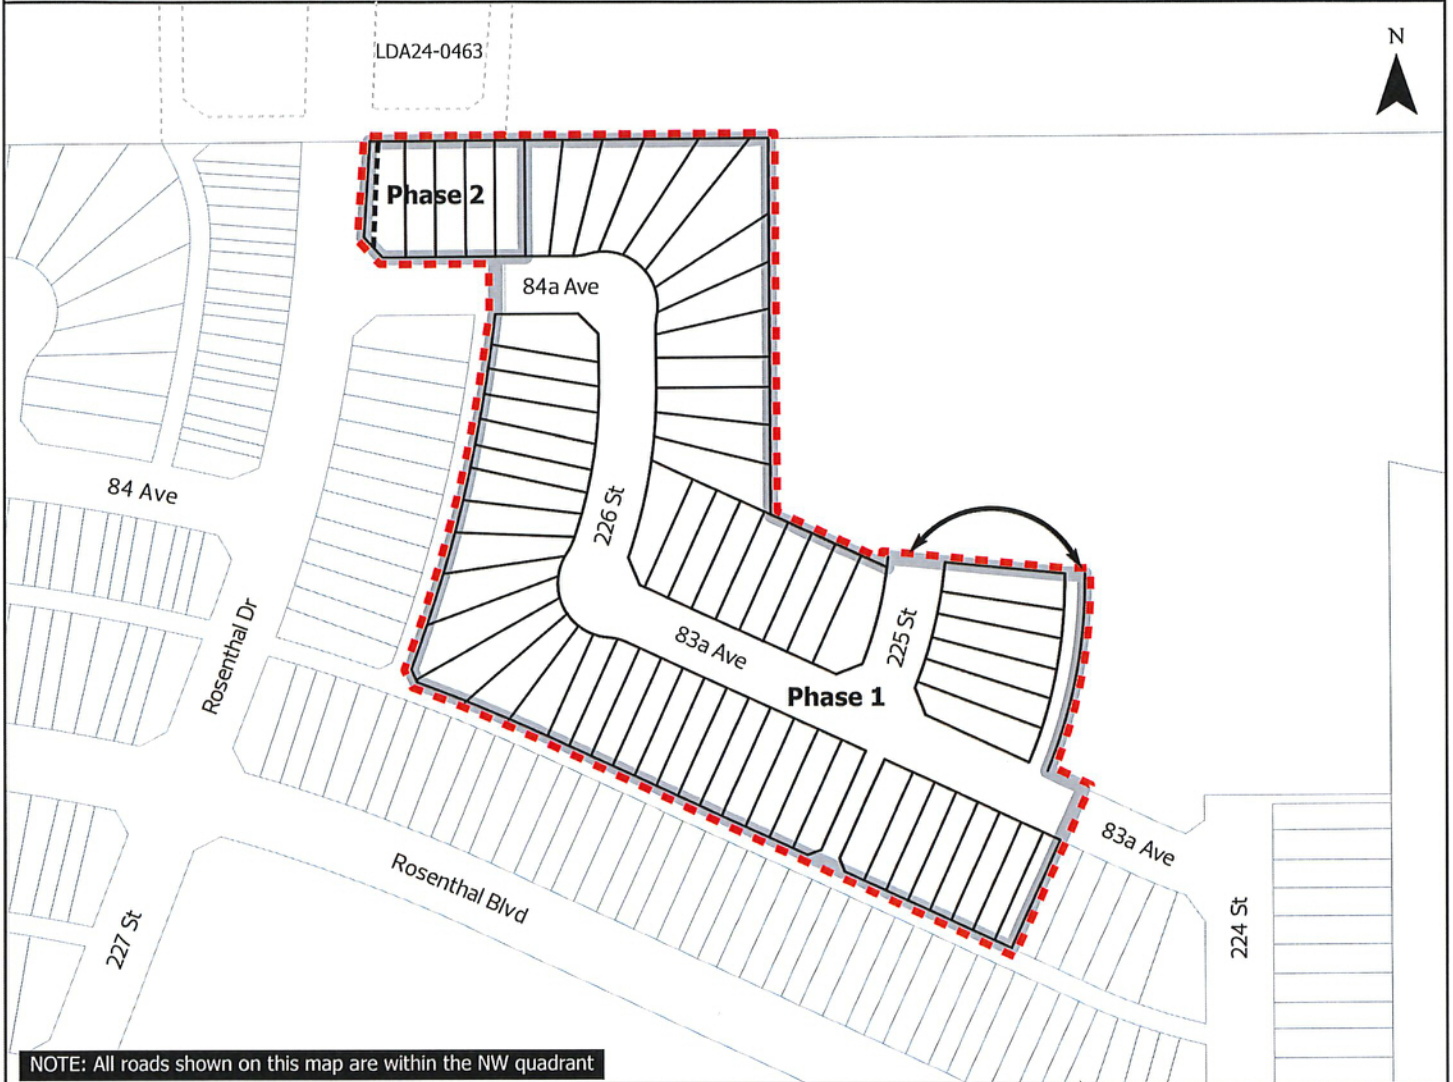 LDA24-0463
N
Phase 2
84a Ave
84 Ave
226 St
Rosenthal Dr
83a Ave
225 St
Phase 1
83a Ave
Rosenthal Blvd
227 St
224 St
NOTE: All roads shown on this map are within the NW quadrant